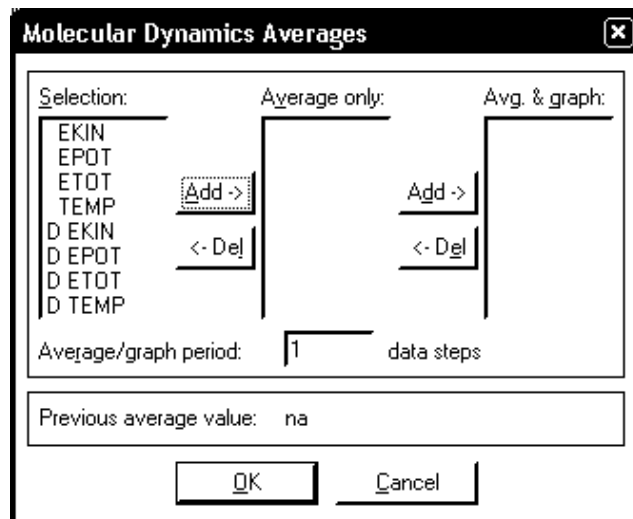 Molecular Dynamics Averages
Selection: Average only: Avg. & graph:
EKIN
EPOT
ETOT
TEMP
D EKIN
D EPOT
D ETOT
D TEMP
Add -> Add ->
<- Del <- Del
Average/graph period: 1 data steps
Previous average value: na
OK Cancel